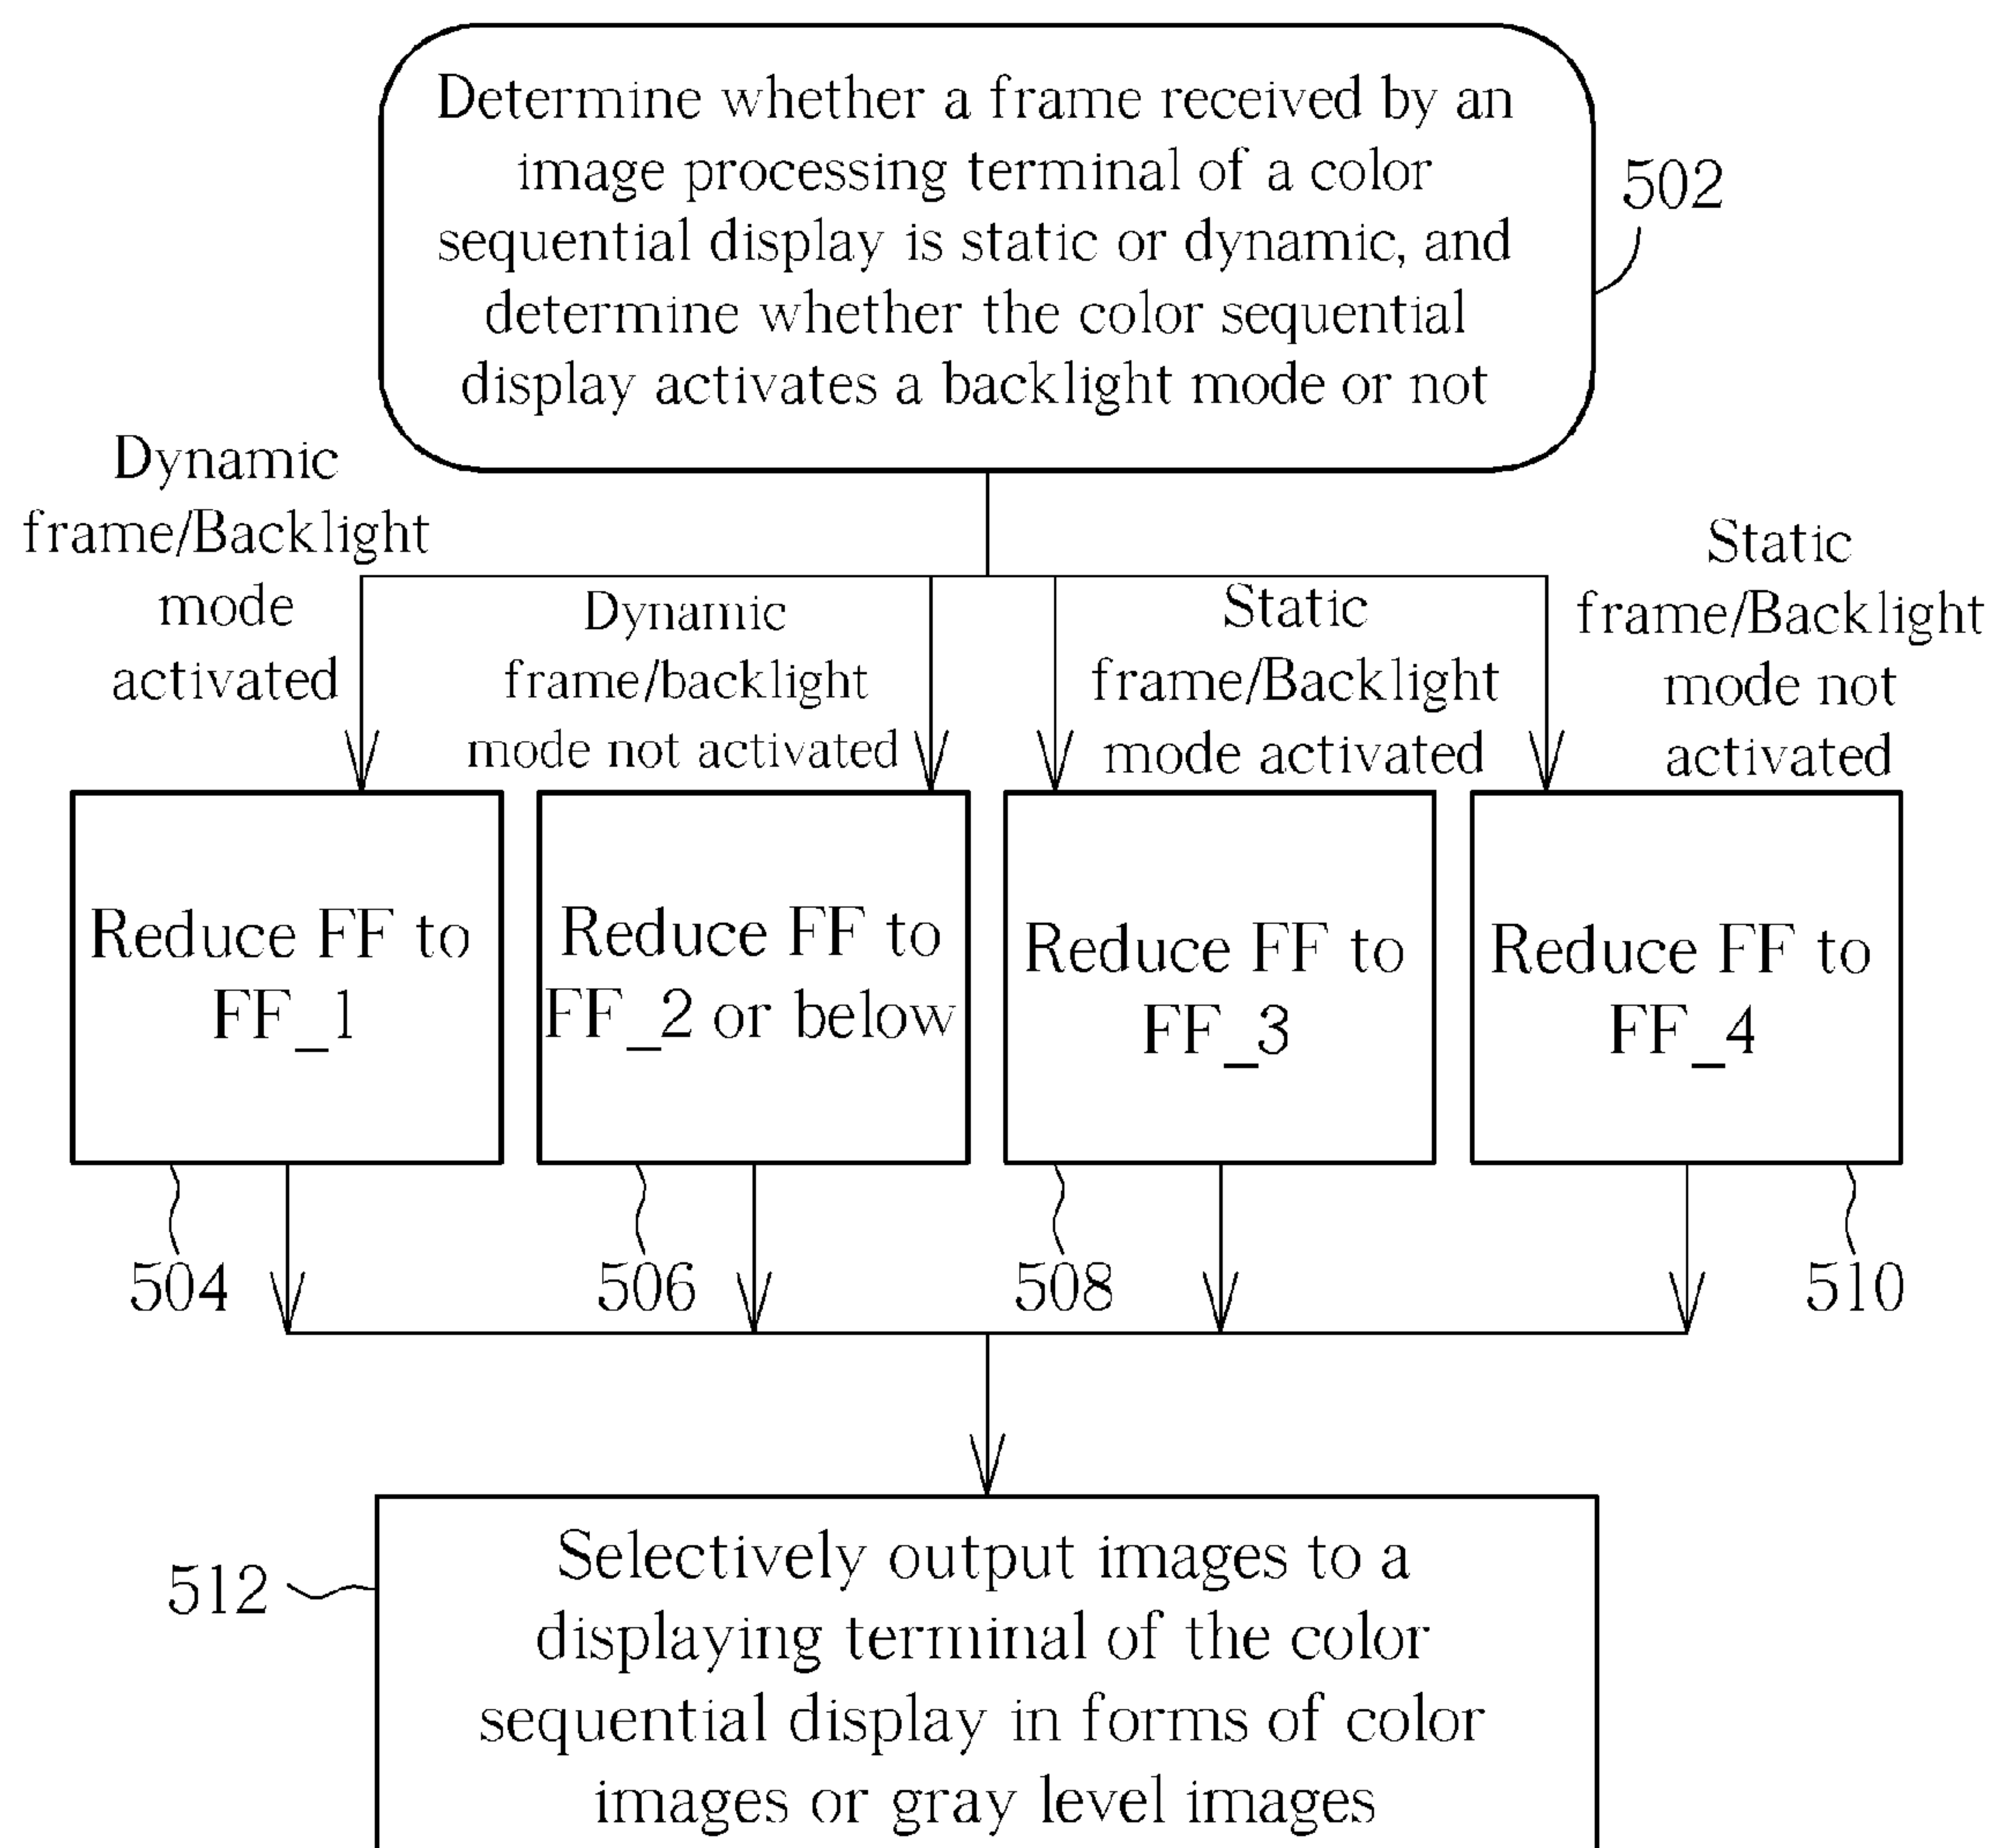 Determine whether a frame received by an
image processing terminal of a color
sequential display is static or dynamic, and
determine whether the color sequential
display activates a backlight mode or not
502
Dynamic
frame/Backlight
mode
activated
Dynamic
frame/backlight
mode not activated
Static
frame/Backlight
mode activated
Static
frame/Backlight
mode not
activated
Reduce FF to
FF_1
Reduce FF to
FF_2 or below
Reduce FF to
FF_3
Reduce FF to
FF_4
504
506
508
510
512
Selectively output images to a
displaying terminal of the color
sequential display in forms of color
images or gray level images